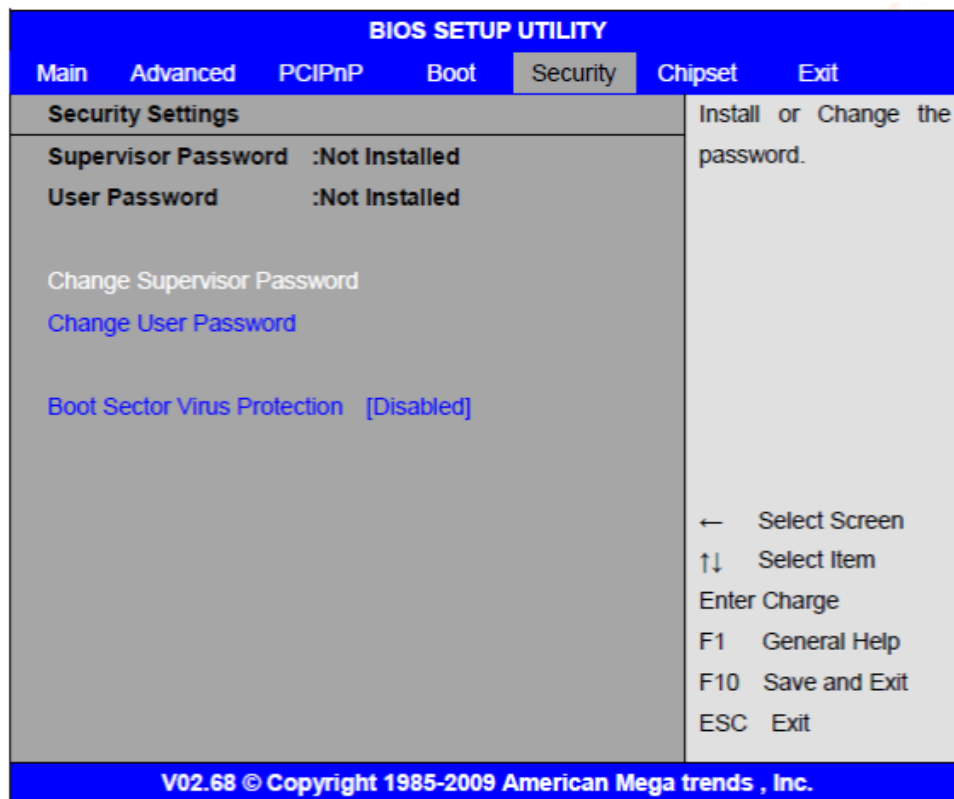 BIOS SETUP UTILITY
Main Advanced PCIPnP Boot Security Chipset Exit
Security Settings
Supervisor Password :Not Installed
User Password :Not Installed
Change Supervisor Password
Change User Password
Boot Sector Virus Protection [Disabled]
Install or Change the
password.
← Select Screen
↑↓ Select Item
Enter Charge
F1 General Help
F10 Save and Exit
ESC Exit
V02.68 © Copyright 1985-2009 American Mega trends , Inc.